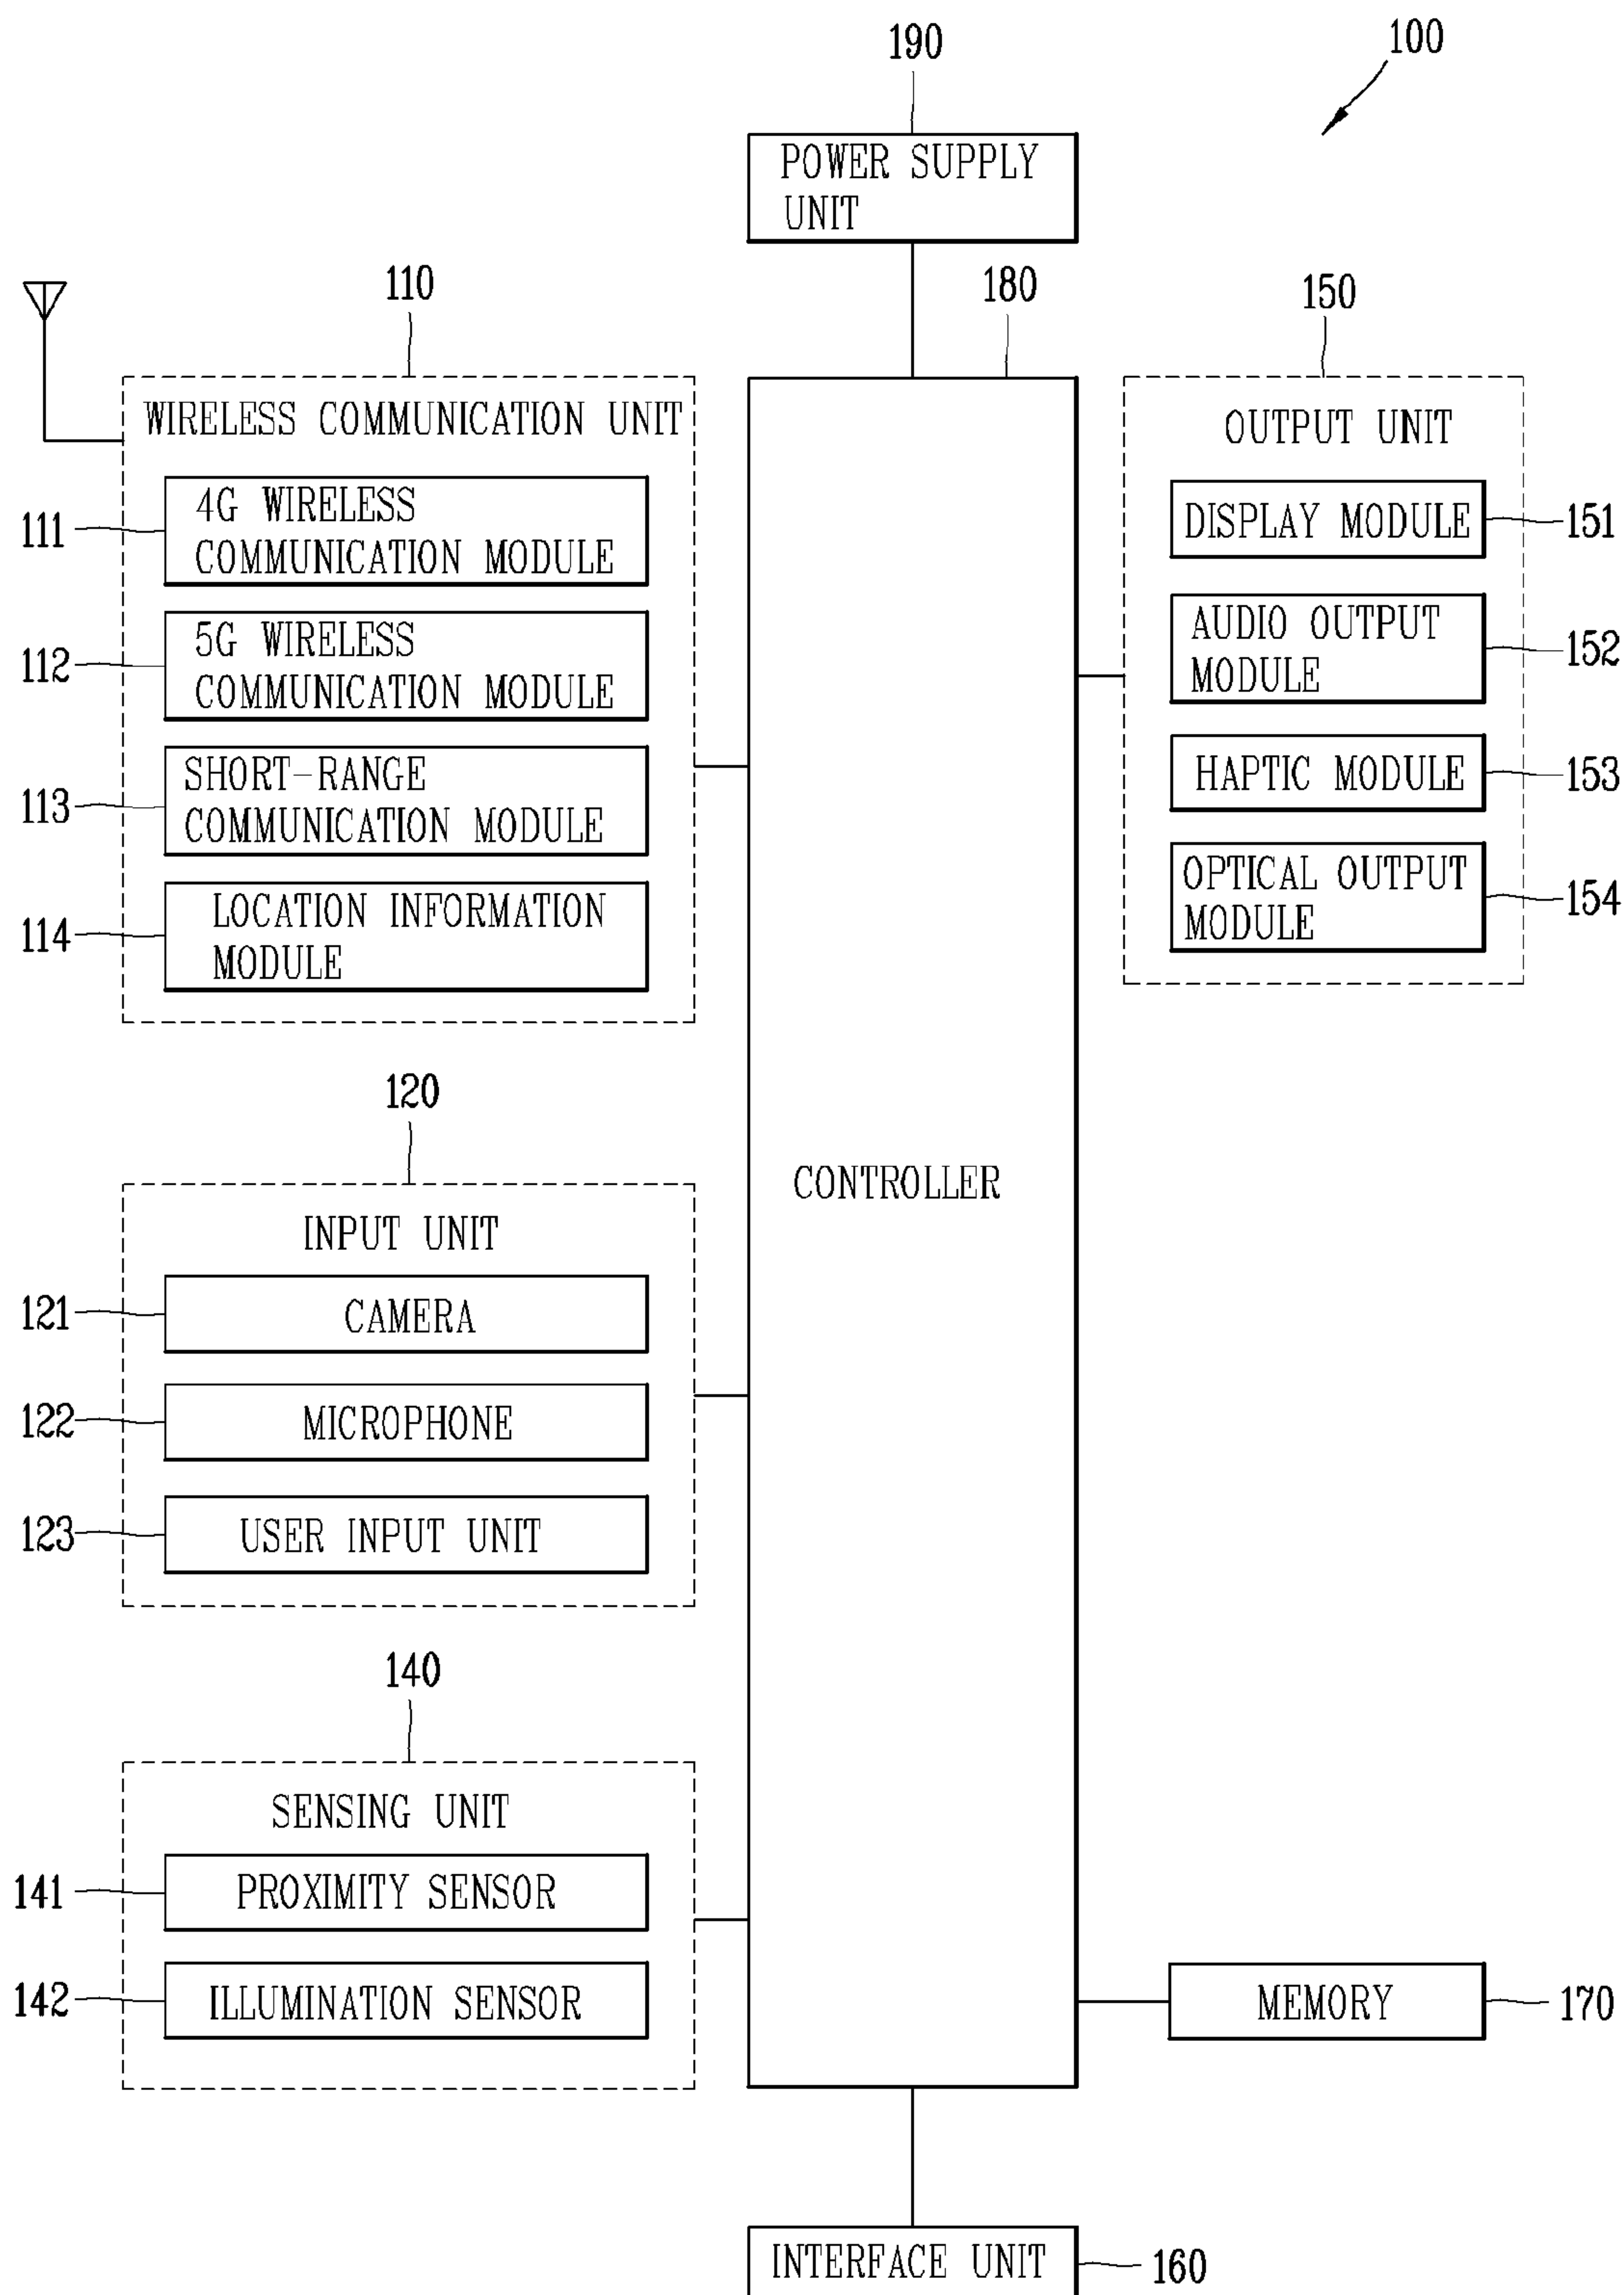 190
100
POWER SUPPLY
UNIT
110
180
150
WIRELESS COMMUNICATION UNIT
111
4G WIRELESS
COMMUNICATION MODULE
112
5G WIRELESS
COMMUNICATION MODULE
113
SHORT-RANGE
COMMUNICATION MODULE
114
LOCATION INFORMATION
MODULE
OUTPUT UNIT
DISPLAY MODULE
151
AUDIO OUTPUT
MODULE
152
HAPTIC MODULE
153
OPTICAL OUTPUT
MODULE
154
CONTROLLER
120
INPUT UNIT
121
CAMERA
122
MICROPHONE
123
USER INPUT UNIT
140
SENSING UNIT
141
PROXIMITY SENSOR
142
ILLUMINATION SENSOR
MEMORY
170
INTERFACE UNIT
160